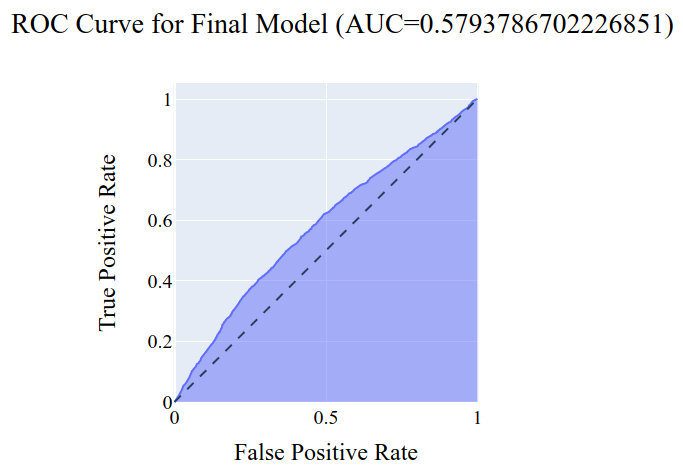 ROC Curve for Final Model (AUC=0.5793786702226851)
1
0.8
0.6
0.4
0.2
0
True Positive Rate
0 0.5 1
False Positive Rate